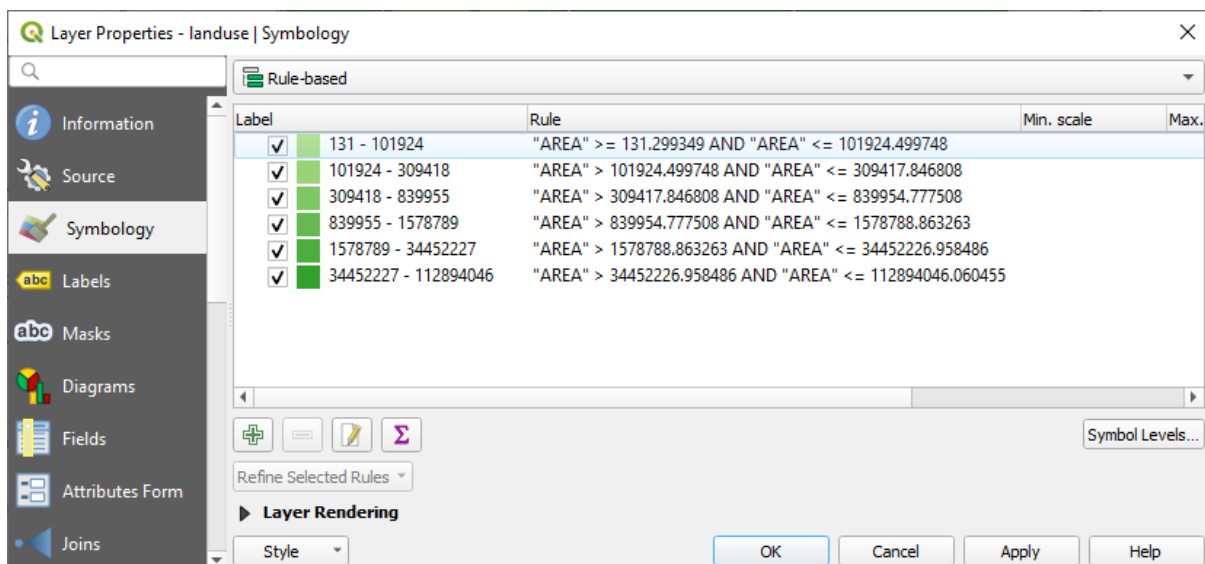 Layer Properties - landuse | Symbology
Rule-based
Information
Source
Symbology
Labels
Masks
Diagrams
Fields
Attributes Form
Joins
Label Rule Min. scale Max.
131 - 101924 "AREA" >= 131.299349 AND "AREA" <= 101924.499748
101924 - 309418 "AREA" > 101924.499748 AND "AREA" <= 309417.846808
309418 - 839955 "AREA" > 309417.846808 AND "AREA" <= 839954.777508
839955 - 1578789 "AREA" > 839954.777508 AND "AREA" <= 1578788.863263
1578789 - 34452227 "AREA" > 1578788.863263 AND "AREA" <= 34452226.958486
34452227 - 112894046 "AREA" > 34452226.958486 AND "AREA" <= 112894046.060455
Symbol Levels...
Refine Selected Rules
Layer Rendering
Style OK Cancel Apply Help
abc
abc
Σ